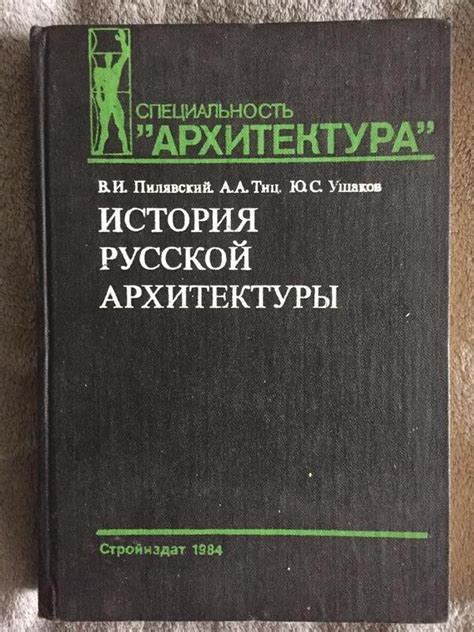 СПЕЦИАЛЬНОСТЬ
"АРХИТЕКТУРА"
В.И. Пилявский. А.А. Тиц. Ю.С. Ушаков
ИСТОРИЯ
РУССКОЙ
АРХИТЕКТУРЫ
Стройиздат 1984